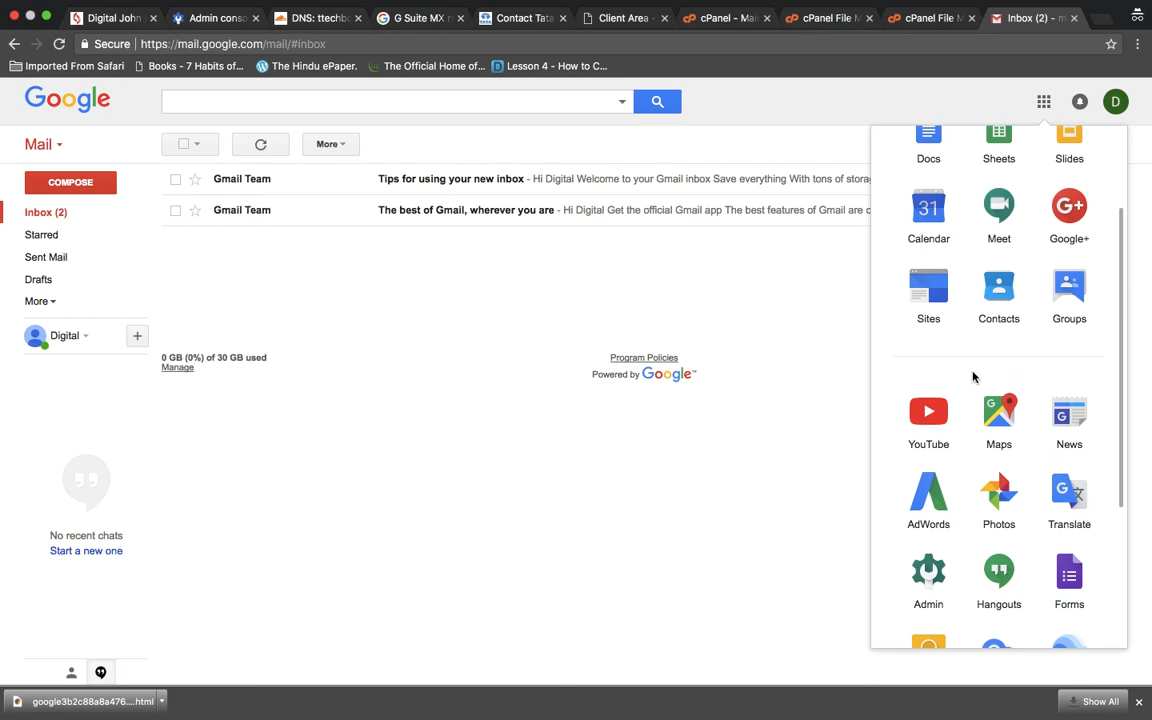 Digital John
Admin conso
DNS: ttechbo
G Suite MX r
Contact Tata
Client Area -
cPanel - Mai
cPanel File M
cPanel File M
Inbox (2) - m
Secure
https://mail.google.com/mail/#inbox
Imported From Safari
Books - 7 Habits of...
The Hindu ePaper.
The Official Home of...
Lesson 4 - How to C...
Google
D
Mail
More
COMPOSE
Inbox (2)
Starred
Sent Mail
Drafts
More
Digital
Gmail Team
Tips for using your new inbox - Hi Digital Welcome to your Gmail inbox Save everything With tons of stora
Gmail Team
The best of Gmail, wherever you are - Hi Digital Get the official Gmail app The best features of Gmail are
0 GB (0%) of 30 GB used
Manage
Program Policies
Powered by Google™
No recent chats
Start a new one
Docs
Sheets
Slides
31
G+
Calendar
Meet
Google+
Sites
Contacts
Groups
YouTube
Maps
News
AdWords
Photos
Translate
Admin
Hangouts
Forms
google3b2c88a8a476....html
Show All